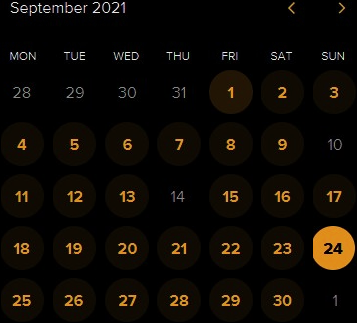 September 2021
MON TUE WED THU FRI SAT SUN
28 29 30 31 1 2 3
4 5 6 7 8 9 10
11 12 13 14 15 16 17
18 19 20 21 22 23 24
25 26 27 28 29 30 1